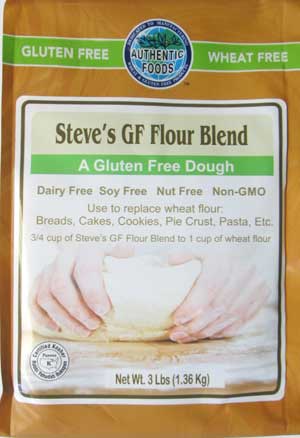 GLUTEN FREE
AUTHENTIC
FOODS
WHEAT FREE
Steve's GF Flour Blend
A Gluten Free Dough
Dairy Free Soy Free Nut Free Non-GMO
Use to replace wheat flour:
Breads, Cakes, Cookies, Pie Crust, Pasta, Etc.
3/4 cup of Steve's GF Flour Blend to 1 cup of wheat flour
Certified Kosher
K
Net Wt. 3 Lbs (1.36 Kg)